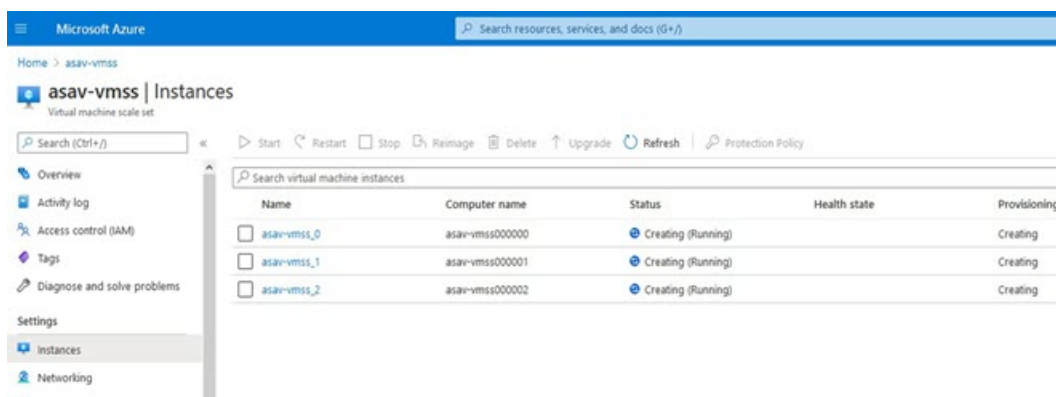 Microsoft Azure
Search resources, services, and docs (G+/)
Home > asav-vmss
asav-vmss | Instances
Virtual machine scale set
Search (Ctrl+/)
«
Start Restart Stop Reimage Delete Upgrade Refresh Protection Policy
Overview
Activity log
Access control (IAM)
Tags
Diagnose and solve problems
Settings
Instances
Networking
Search virtual machine instances
Name Computer name Status Health state Provisioning
asav-vmss_0 asav-vmss000000 Creating (Running) Creating
asav-vmss_1 asav-vmss000001 Creating (Running) Creating
asav-vmss_2 asav-vmss000002 Creating (Running) Creating